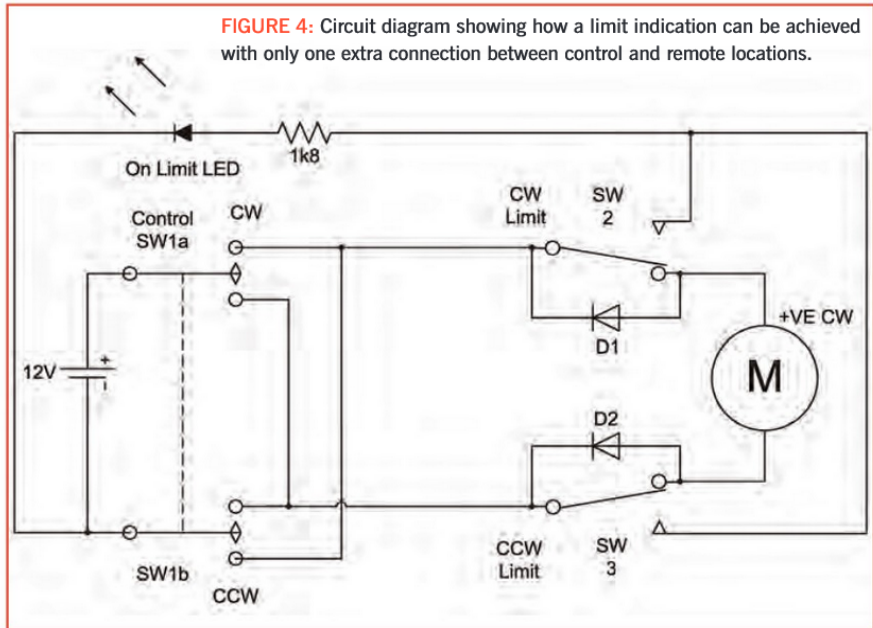 FIGURE 4: Circuit diagram showing how a limit indication can be achieved
with only one extra connection between control and remote locations.
1k8
On Limit LED
Control
SW1a
CW
CW
Limit
SW
2
+VE CW
D1
12V
+
-
M
D2
SW1b
CCW
CCW
Limit
SW
3